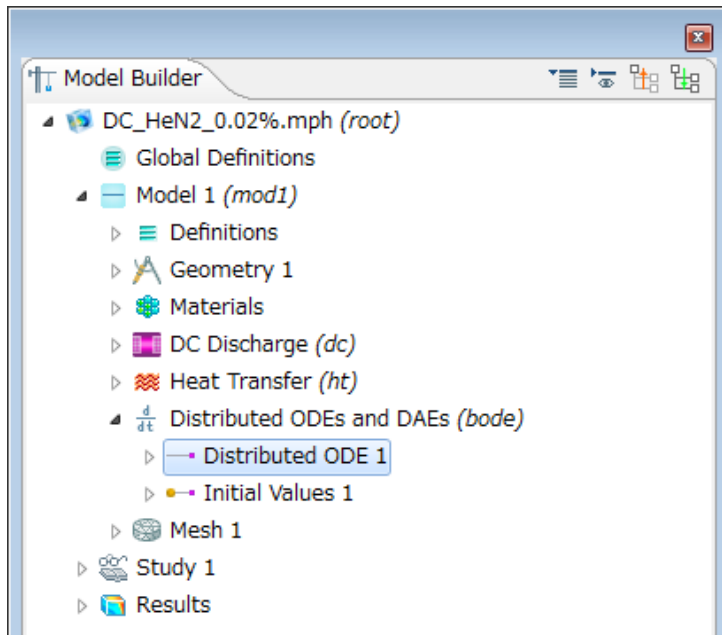 Model Builder
DC_HeN2_0.02%.mph (root)
Global Definitions
Model 1 (mod1)
Definitions
Geometry 1
Materials
DC Discharge (dc)
Heat Transfer (ht)
d/dt Distributed ODEs and DAEs (bode)
Distributed ODE 1
Initial Values 1
Mesh 1
Study 1
Results